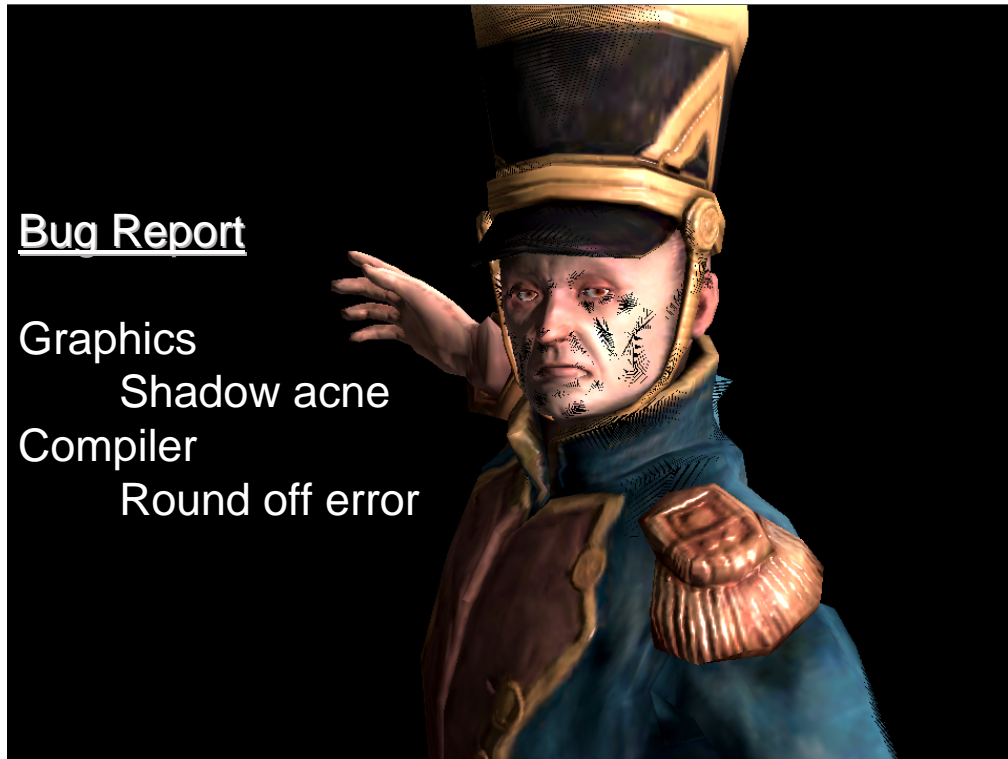 Bug Report
Graphics
Shadow acne
Compiler
Round off error